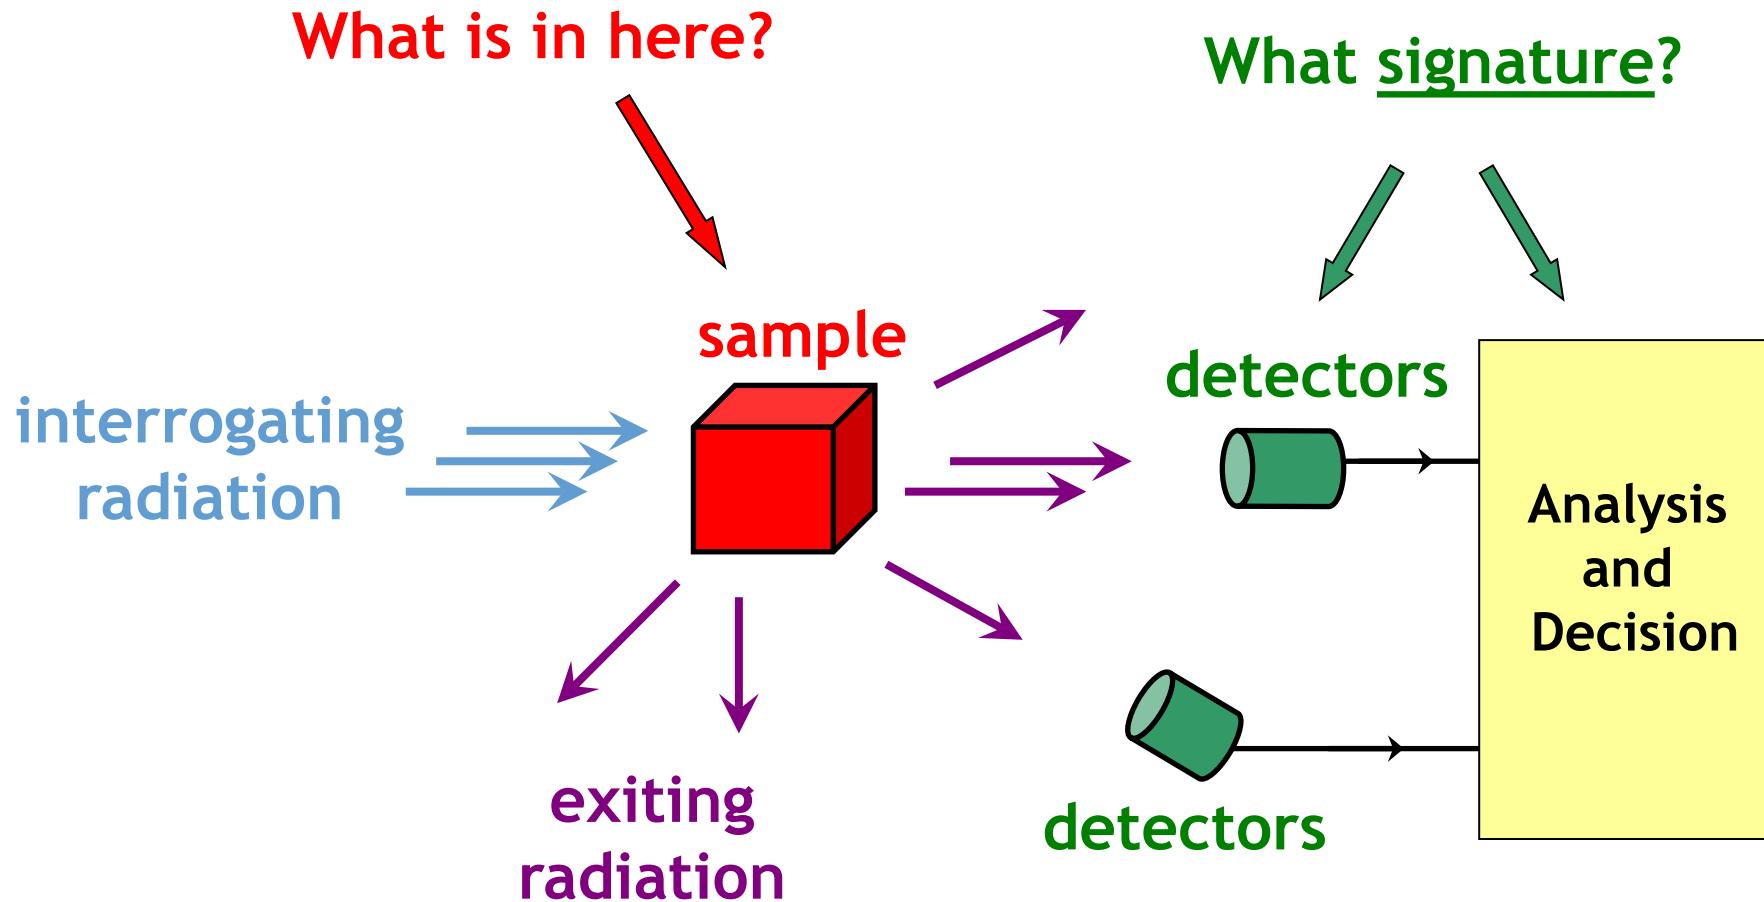 What is in here?
What signature?
sample
detectors
interrogating
radiation
Analysis
and
Decision
exiting
radiation
detectors